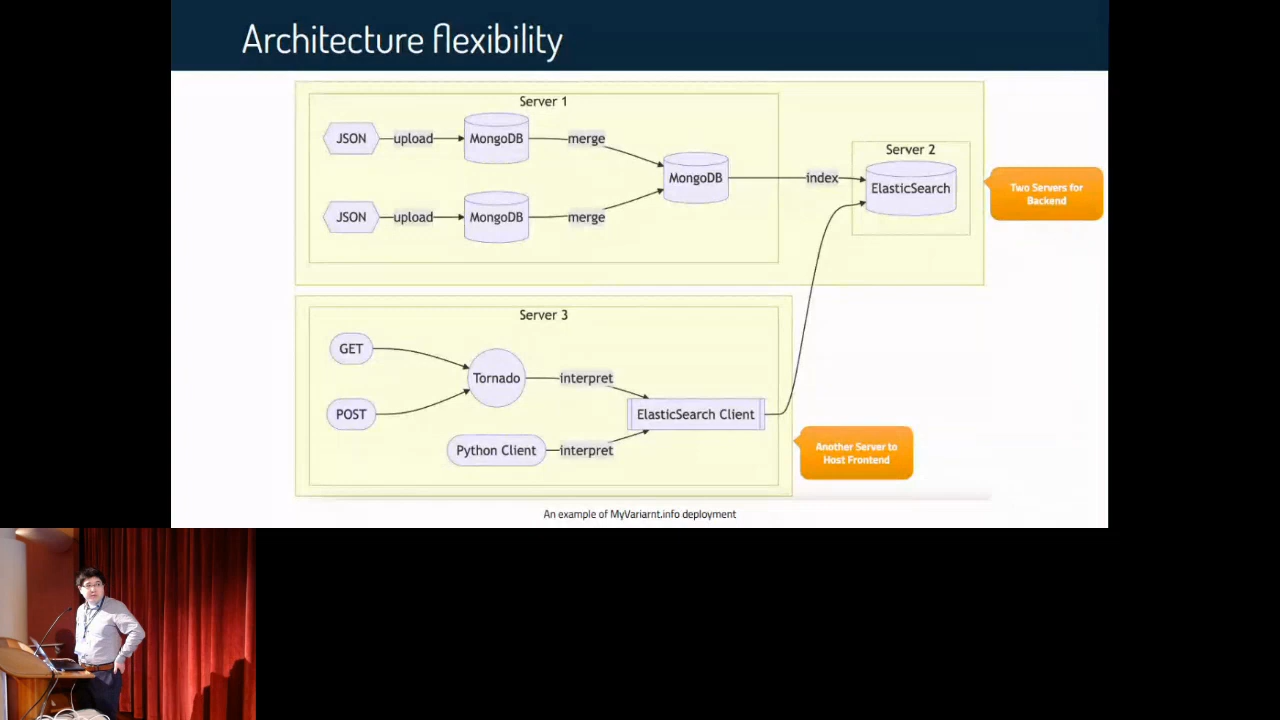 Architecture flexibility
Server 1
JSON
upload
MongoDB
merge
MongoDB
JSON
upload
MongoDB
merge
index
Server 2
ElasticSearch
Two Servers for
Backend
Server 3
GET
POST
Tornado
interpret
ElasticSearch Client
Python Client
interpret
Another Server to
Host Frontend
An example of MyVariarnt.info deployment